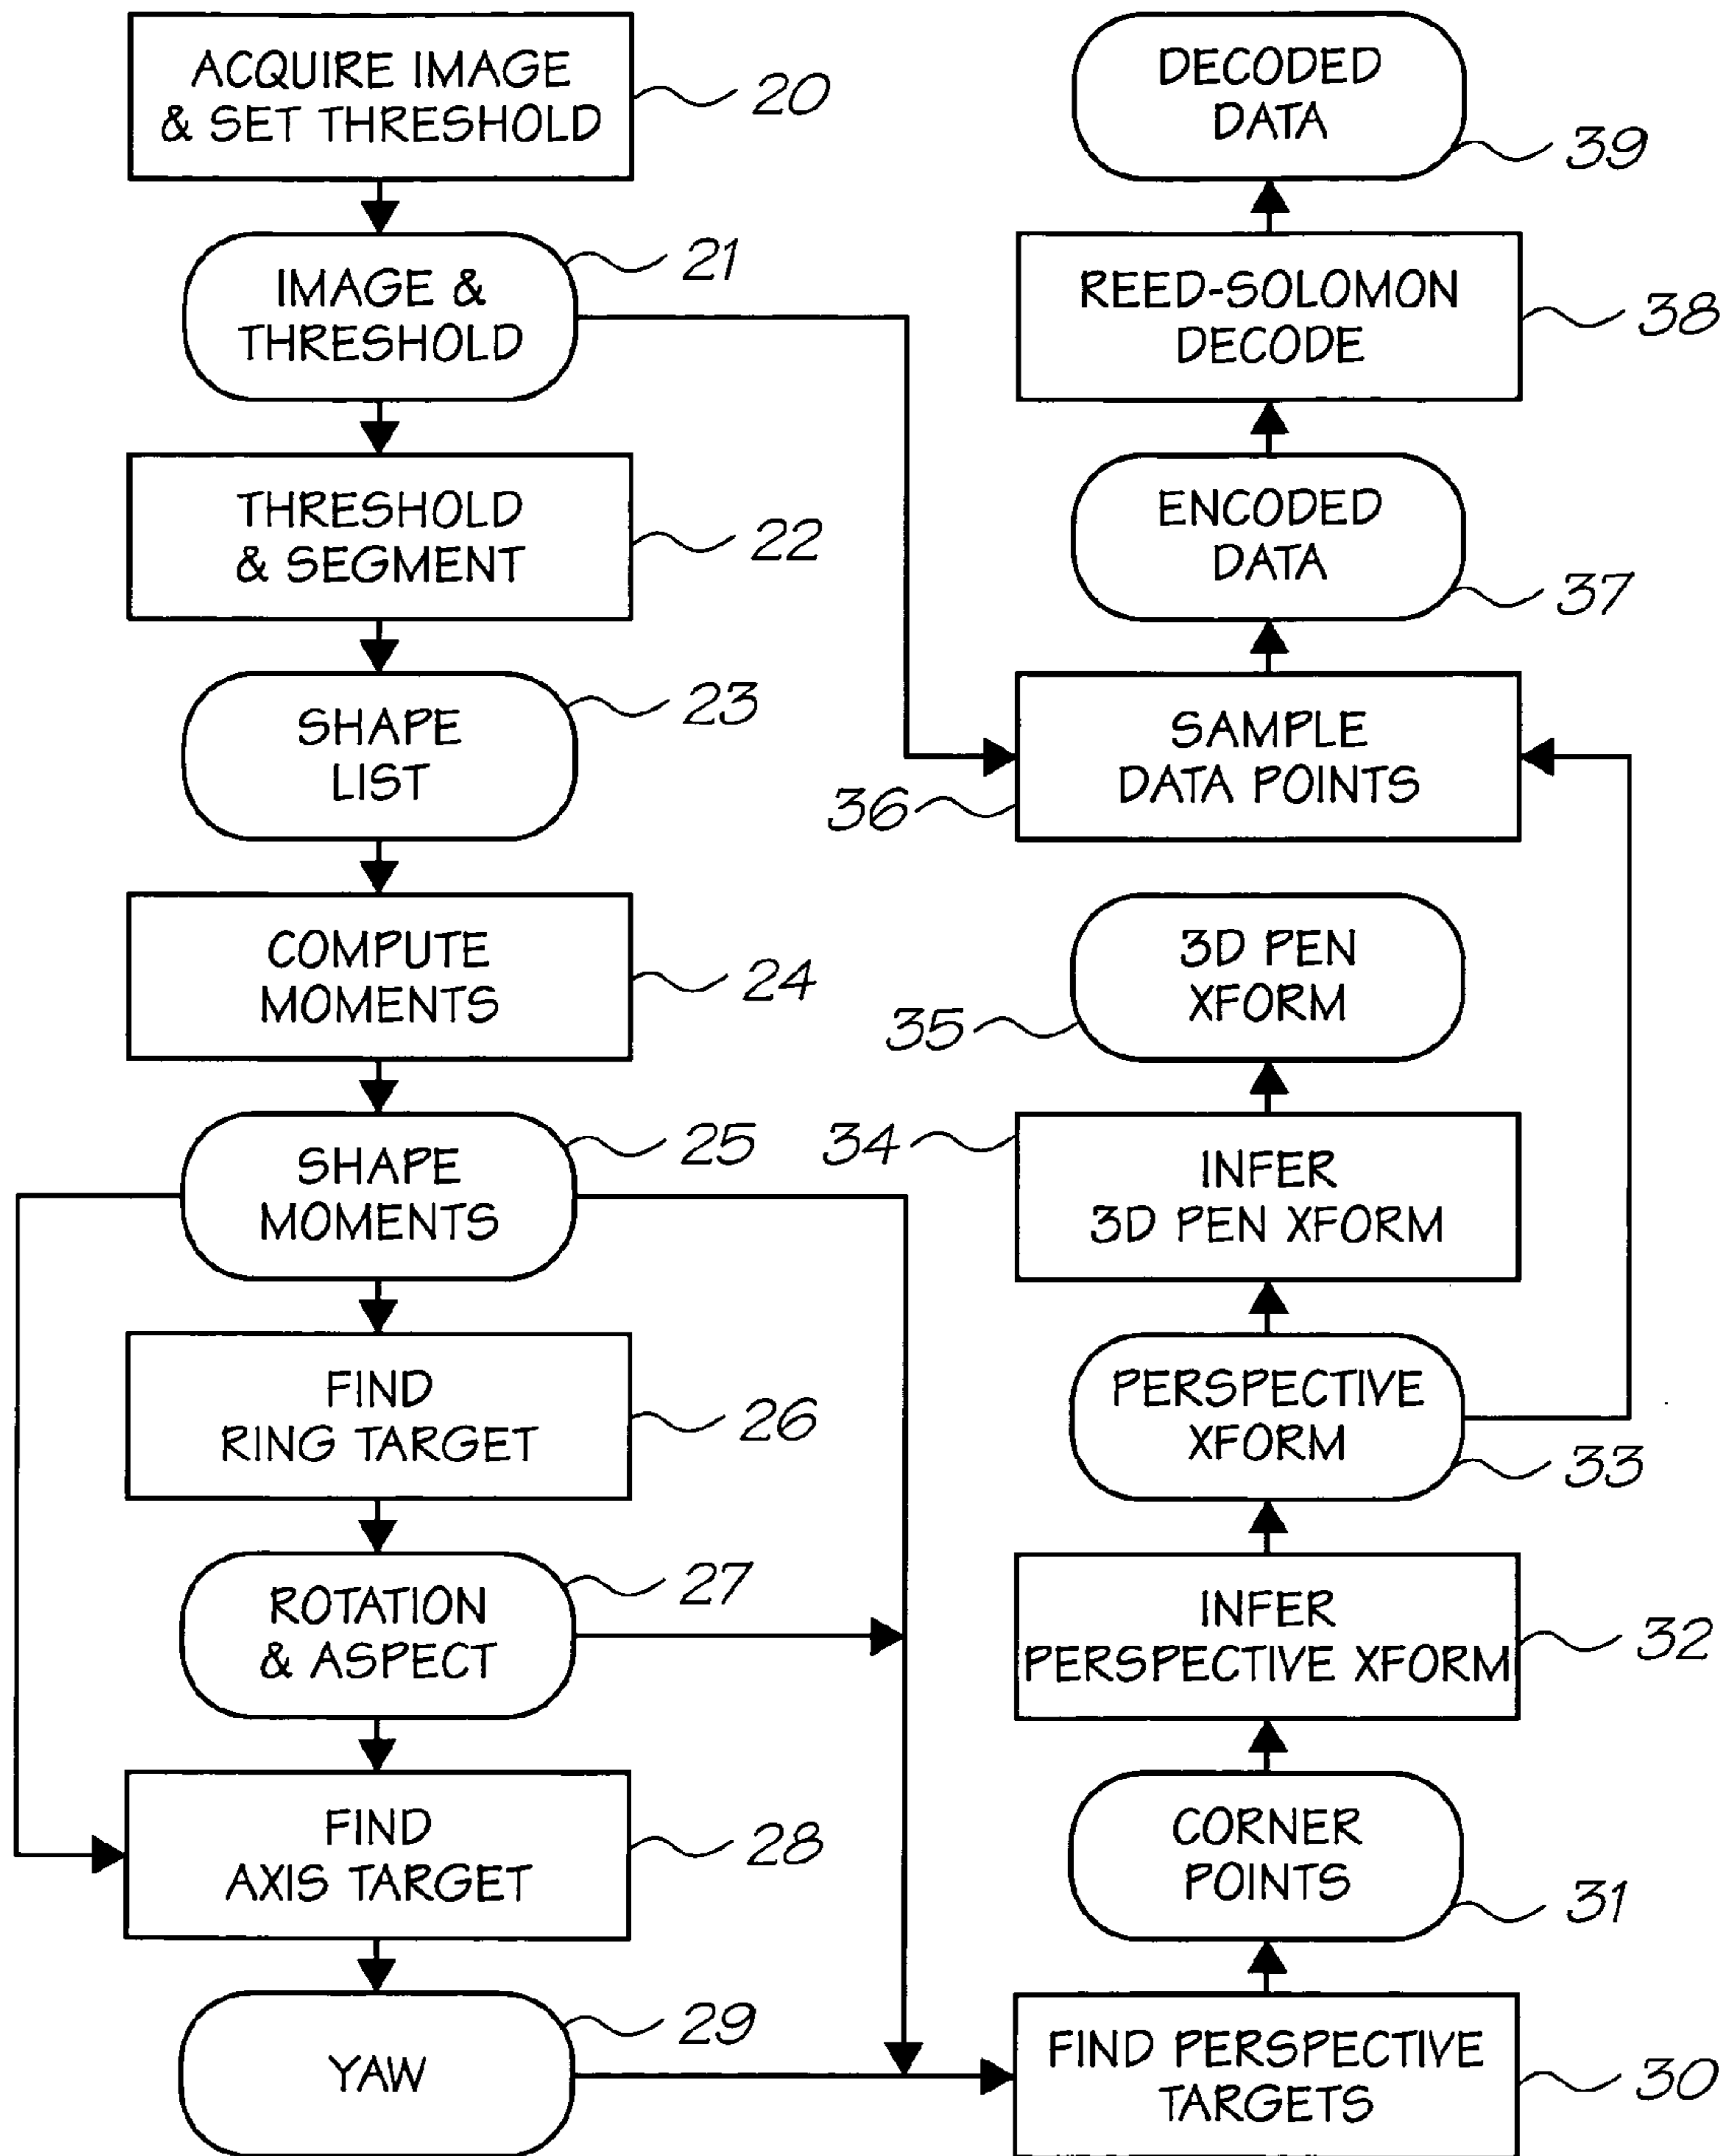 ACQUIRE IMAGE
& SET THRESHOLD
20
IMAGE &
THRESHOLD
21
THRESHOLD
& SEGMENT
22
SHAPE
LIST
23
COMPUTE
MOMENTS
24
SHAPE
MOMENTS
25
FIND
RING TARGET
26
ROTATION
& ASPECT
27
FIND
AXIS TARGET
28
YAW
29
FIND PERSPECTIVE
TARGETS
30
CORNER
POINTS
31
INFER
PERSPECTIVE XFORM
32
PERSPECTIVE
XFORM
33
INFER
3D PEN XFORM
34
3D PEN
XFORM
35
SAMPLE
DATA POINTS
36
ENCODED
DATA
37
REED-SOLOMON
DECODE
38
DECODED
DATA
39